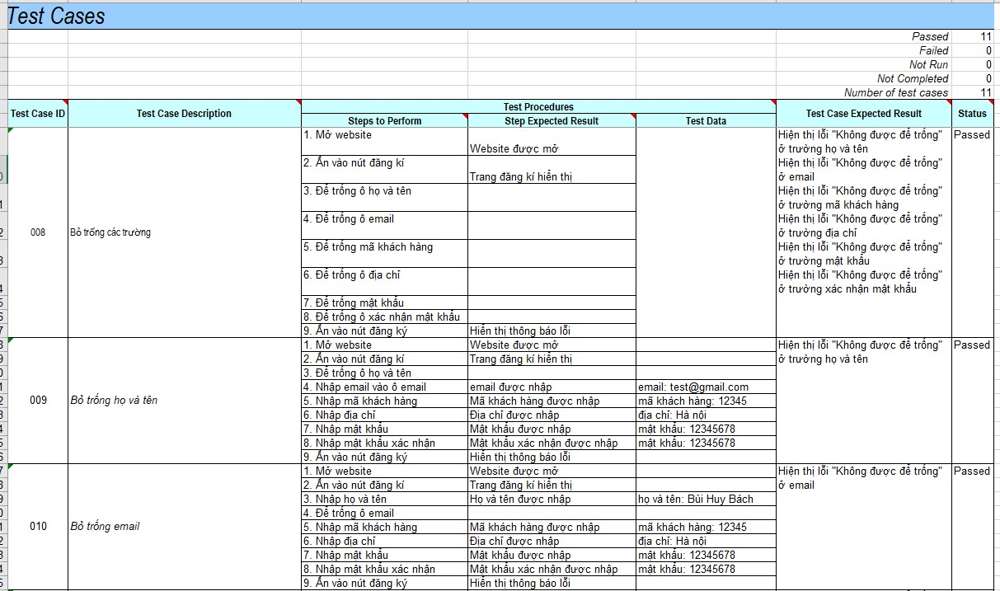 Test Cases
Passed 11
Failed 0
Not Run 0
Not Completed 0
Number of test cases 11
Test Case ID
Test Case Description
Test Procedures
Test Case Expected Result
Status
Steps to Perform
Step Expected Result
Test Data
008
Bỏ trống các trường
1. Mở website
Website được mở
2. Ấn vào nút đăng kí
Trang đăng kí hiển thị
3. Để trống ô họ và tên
4. Để trống ô email
5. Để trống mã khách hàng
6. Để trống ô địa chỉ
7. Để trống mật khẩu
8. Để trống ô xác nhận mật khẩu
9. Ấn vào nút đăng ký
Hiển thị thông báo lỗi
Hiện thị lỗi "Không được để trống"
ở trường họ và tên
Hiện thị lỗi "Không được để trống"
ở email
Hiện thị lỗi "Không được để trống"
ở trường mã khách hàng
Hiện thị lỗi "Không được để trống"
ở trường địa chỉ
Hiện thị lỗi "Không được để trống"
ở trường mật khẩu
Hiện thị lỗi "Không được để trống"
ở trường xác nhận mật khẩu
Passed
009
Bỏ trống họ và tên
1. Mở website
Website được mở
2. Ấn vào nút đăng kí
Trang đăng kí hiển thị
3. Để trống ô họ và tên
4. Nhập email vào ô email
email được nhập
email: test@gmail.com
5. Nhập mã khách hàng
Mã khách hàng được nhập
mã khách hàng: 12345
6. Nhập địa chỉ
Địa chỉ được nhập
địa chỉ: Hà nội
7. Nhập mật khẩu
Mật khẩu được nhập
mật khẩu: 12345678
8. Nhập mật khẩu xác nhận
Mật khẩu xác nhận được nhập
mật khẩu: 12345678
9. Ấn vào nút đăng ký
Hiển thị thông báo lỗi
Hiện thị lỗi "Không được để trống"
ở trường họ và tên
Passed
010
Bỏ trống email
1. Mở website
Website được mở
2. Ấn vào nút đăng kí
Trang đăng kí hiển thị
3. Nhập họ và tên
Họ và tên được nhập
họ và tên: Bùi Huy Bách
4. Để trống ô email
5. Nhập mã khách hàng
Mã khách hàng được nhập
mã khách hàng: 12345
6. Nhập địa chỉ
Địa chỉ được nhập
địa chỉ: Hà nội
7. Nhập mật khẩu
Mật khẩu được nhập
mật khẩu: 12345678
8. Nhập mật khẩu xác nhận
Mật khẩu xác nhận được nhập
mật khẩu: 12345678
9. Ấn vào nút đăng ký
Hiển thị thông báo lỗi
Hiện thị lỗi "Không được để trống"
ở email
Passed